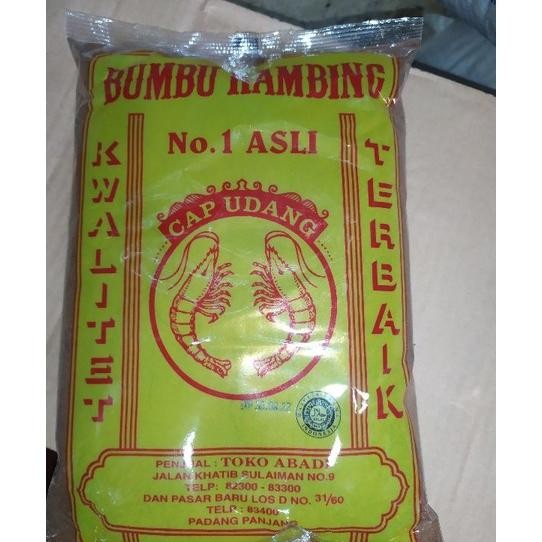 BUMBU KAMBING
No.1 ASLI
KWALITET
TERBAIK
CAP UDANG
INDONESIA
PENJUAL : TOKO ABADI
JALAN KHATIB SULAIMAN NO.9
TELP: 82300 - 83300
DAN PASAR BARU LOS D NO. 31/60
TELP : 83400
PADANG PANJANG